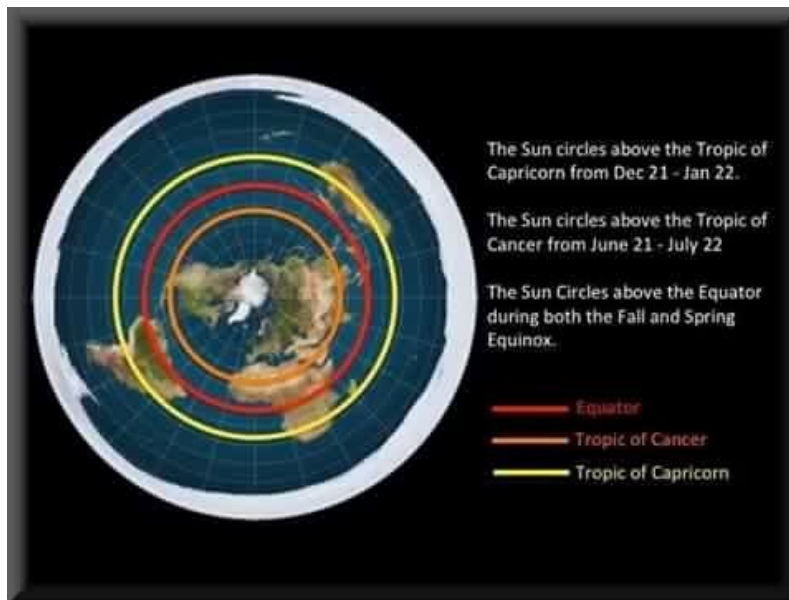 The Sun circles above the Tropic of
Capricorn from Dec 21 - Jan 22.
The Sun circles above the Tropic of
Cancer from June 21 - July 22
The Sun Circles above the Equator
during both the Fall and Spring
Equinox.
Equator
Tropic of Cancer
Tropic of Capricorn